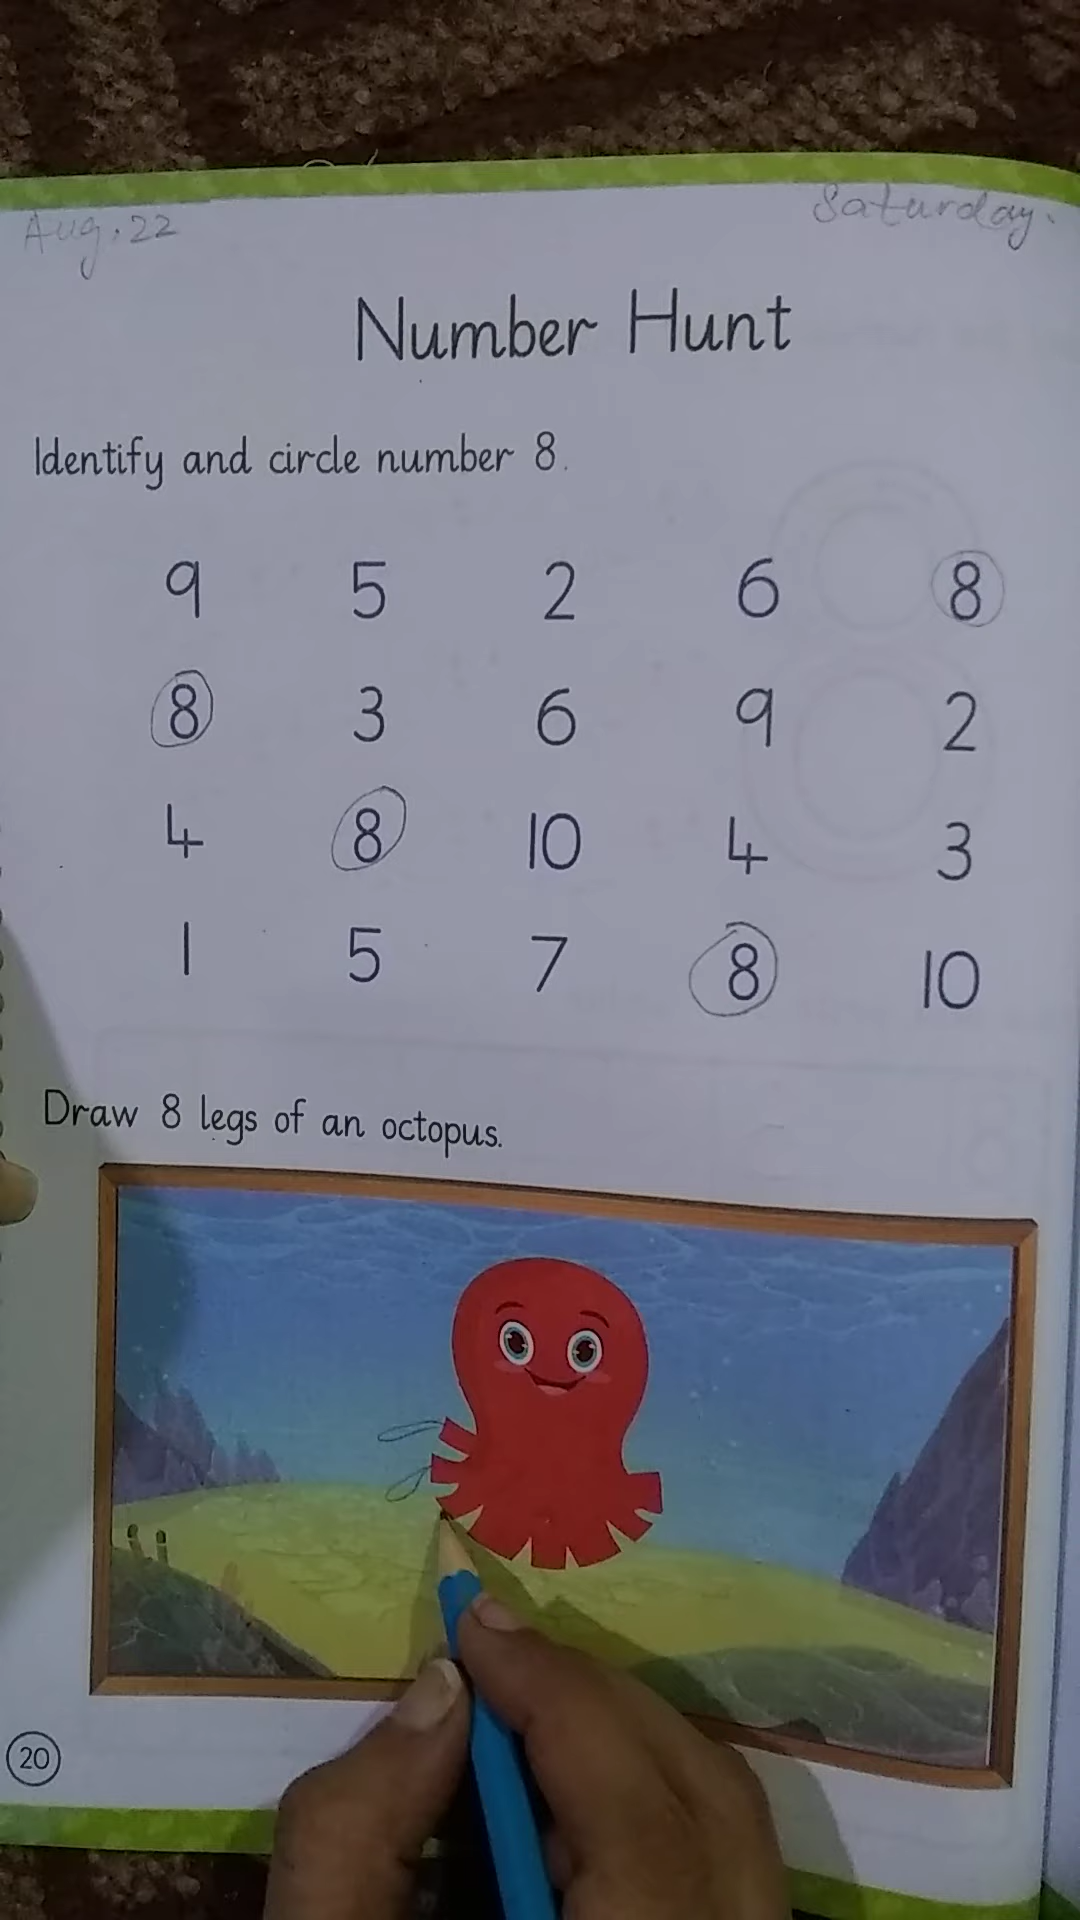 Aug. 22 Saturday.
Number Hunt
Identify and circle number 8.
9 5 2 6 8
8 3 6 9 2
4 8 10 4 3
1 5 7 8 10
Draw 8 legs of an octopus.
20